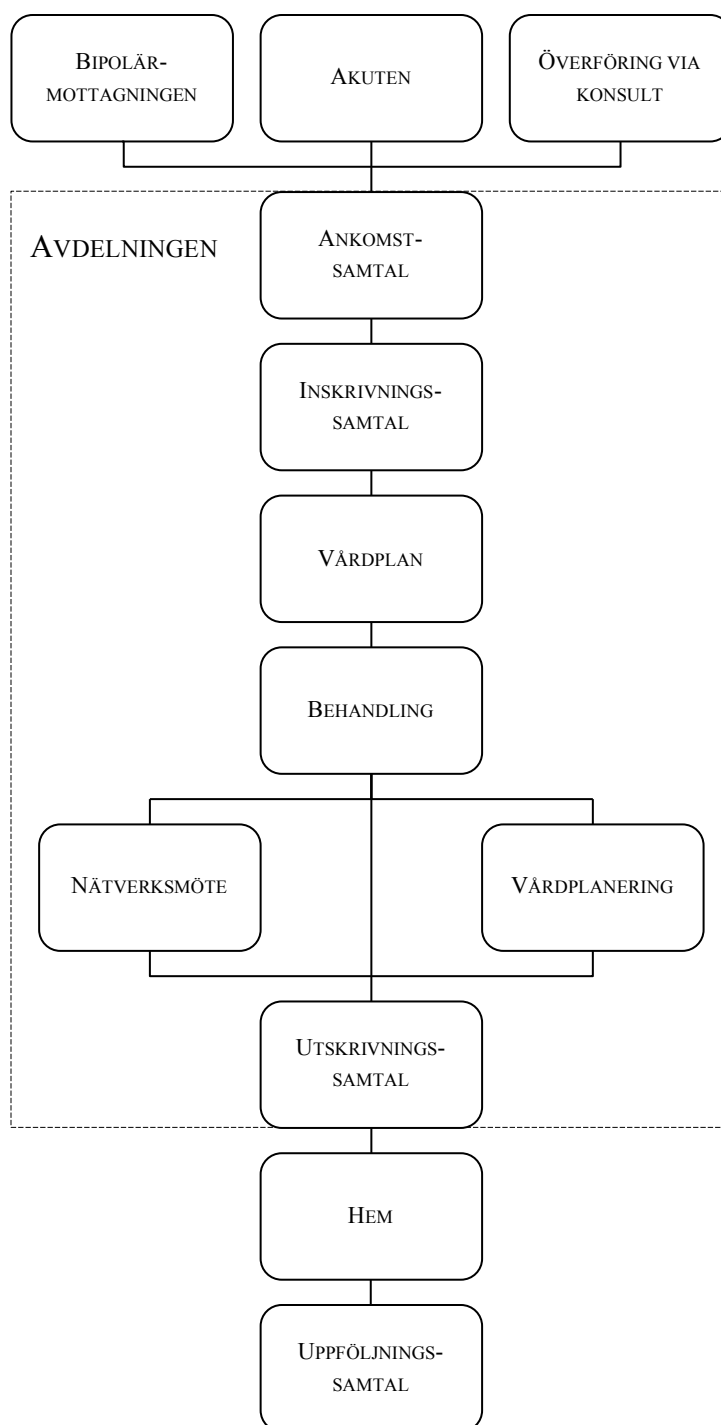 BIPOLÄR-
MOTTAGNINGEN
AKUTEN
ÖVERFÖRING VIA
KONSULT
AVDELNINGEN
ANKOMST-
SAMTAL
INSKRIVNINGS-
SAMTAL
VÅRDPLAN
BEHANDLING
NÄTVERKSMÖTE
VÅRDPLANERING
UTSKRIVNINGS-
SAMTAL
HEM
UPPFÖLJNINGS-
SAMTAL